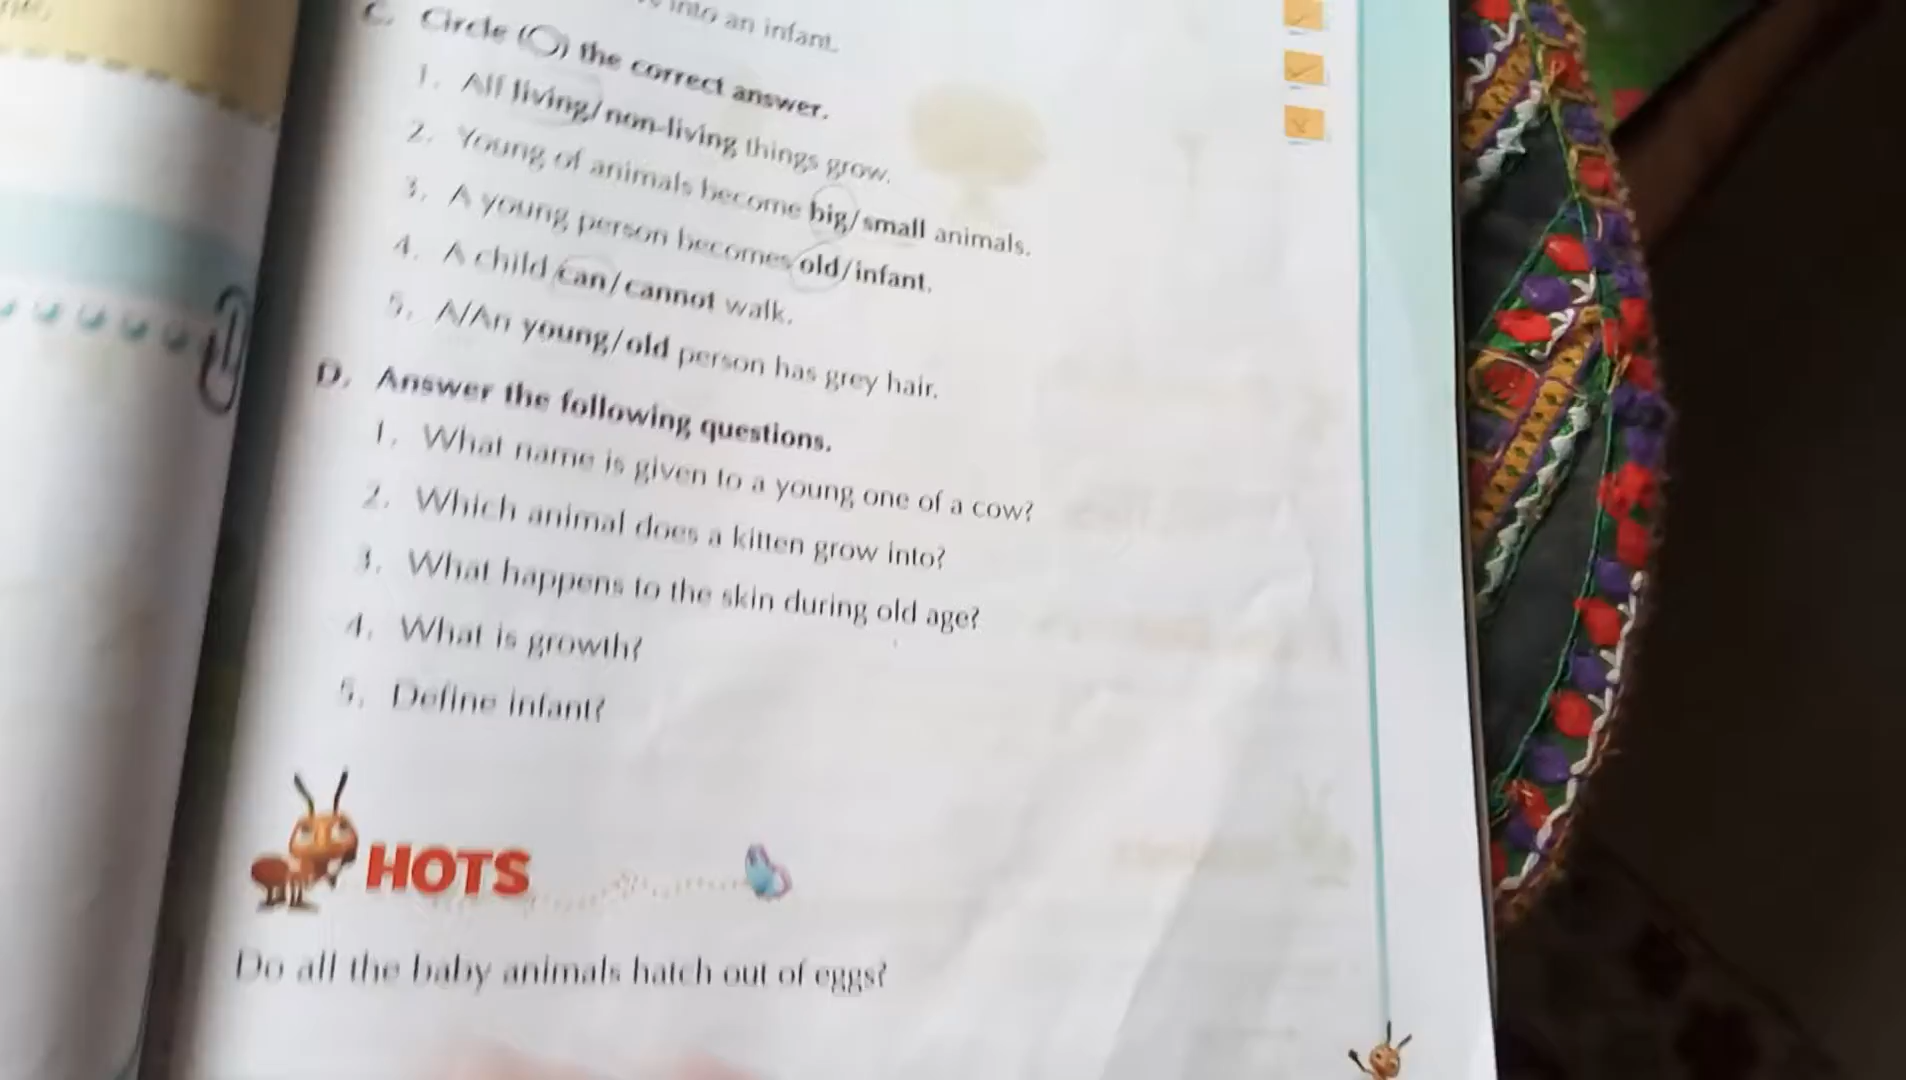 into an infant.
C. Circle (○) the correct answer.
1. All living/non-living things grow.
2. Young of animals become big/small animals.
3. A young person becomes old/infant.
4. A child can/cannot walk.
5. A/An young/old person has grey hair.
D. Answer the following questions.
1. What name is given to a young one of a cow?
2. Which animal does a kitten grow into?
3. What happens to the skin during old age?
4. What is growth?
5. Define infant?
HOTS
Do all the baby animals hatch out of eggs?